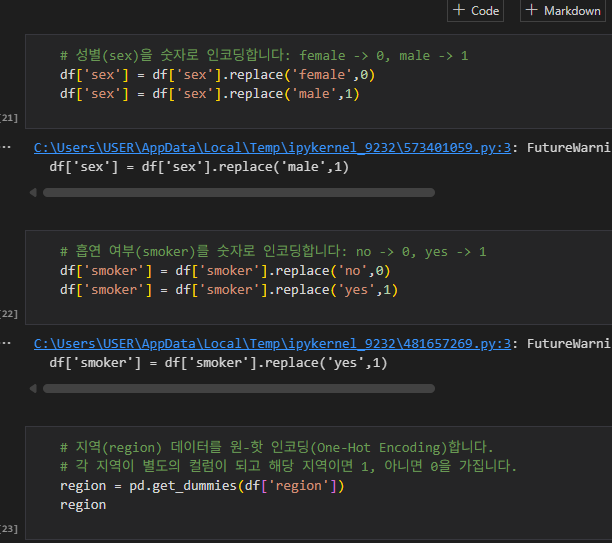 + Code + Markdown
# 성별(sex)을 숫자로 인코딩합니다: female -> 0, male -> 1
df['sex'] = df['sex'].replace('female',0)
df['sex'] = df['sex'].replace('male',1)
[21]
... C:\Users\USER\AppData\Local\Temp\ipykernel_9232\573401059.py:3: FutureWarni
df['sex'] = df['sex'].replace('male',1)
# 흡연 여부(smoker)를 숫자로 인코딩합니다: no -> 0, yes -> 1
df['smoker'] = df['smoker'].replace('no',0)
df['smoker'] = df['smoker'].replace('yes',1)
[22]
... C:\Users\USER\AppData\Local\Temp\ipykernel_9232\481657269.py:3: FutureWarni
df['smoker'] = df['smoker'].replace('yes',1)
# 지역(region) 데이터를 원-핫 인코딩(One-Hot Encoding)합니다.
# 각 지역이 별도의 컬럼이 되고 해당 지역이면 1, 아니면 0을 가집니다.
region = pd.get_dummies(df['region'])
region
[23]